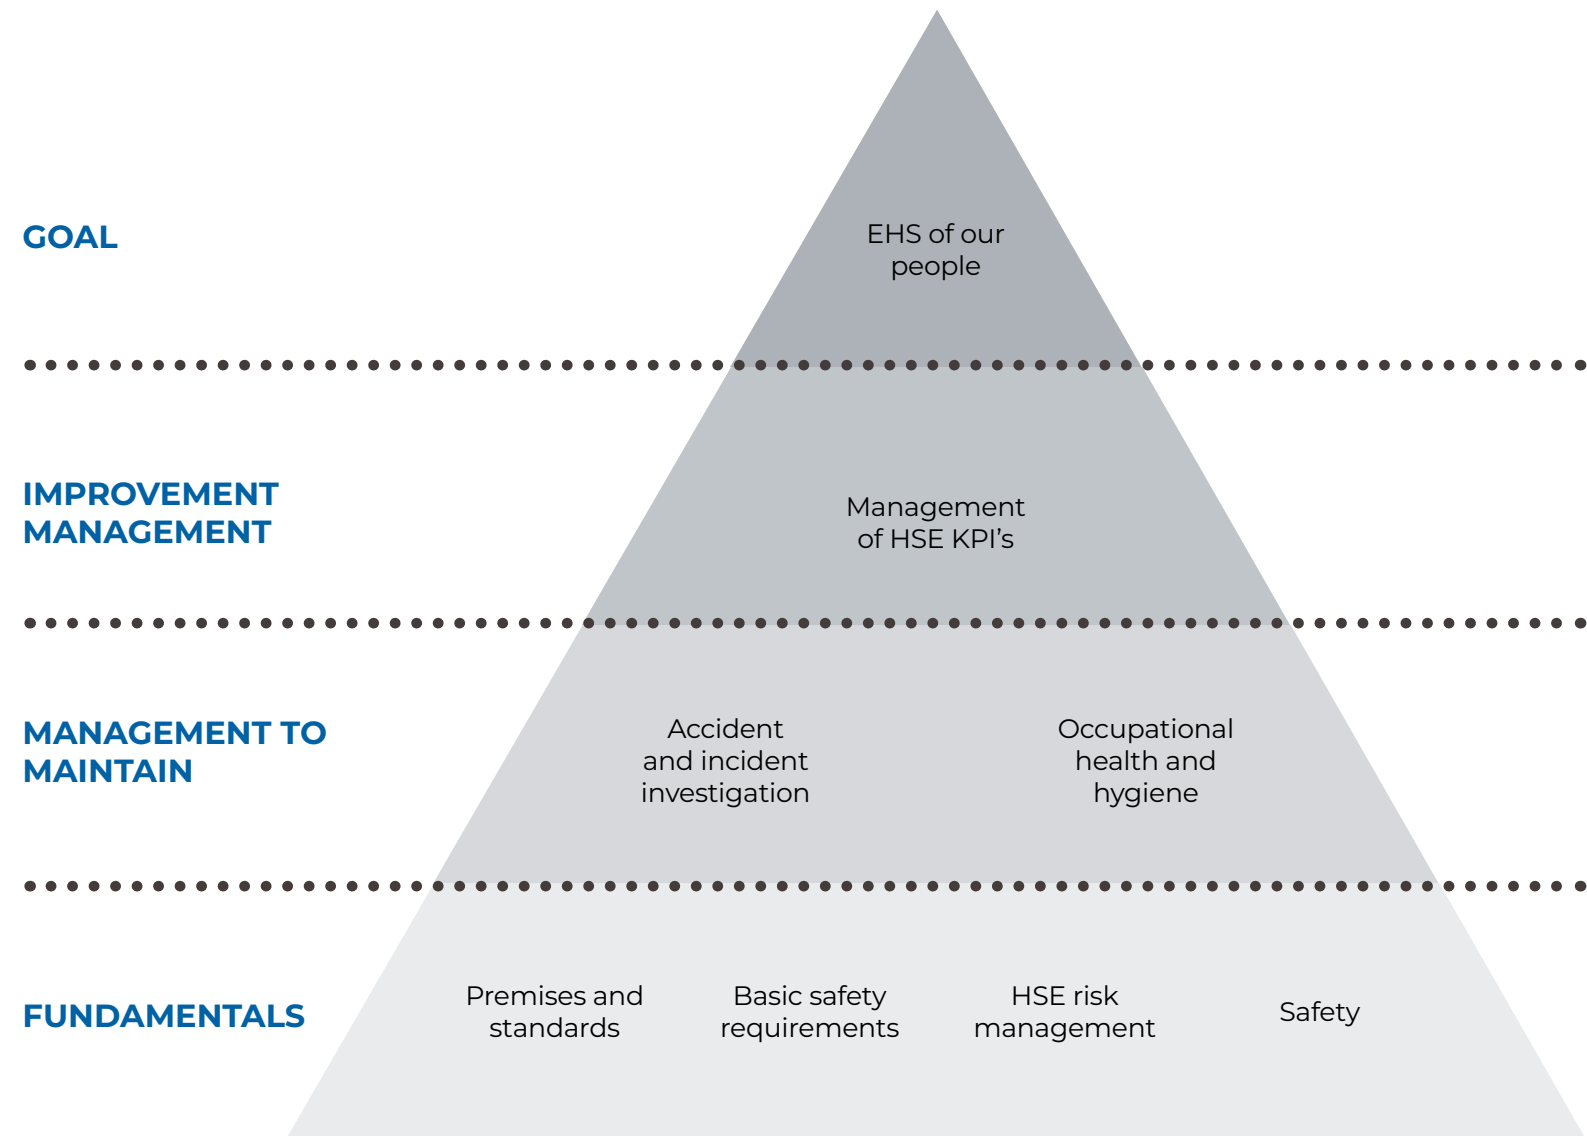 GOAL
EHS of our
people
IMPROVEMENT
MANAGEMENT
Management
of HSE KPI’s
MANAGEMENT TO
MAINTAIN
Accident
and incident
investigation
Occupational
health and
hygiene
FUNDAMENTALS
Premises and
standards
Basic safety
requirements
HSE risk
management
Safety